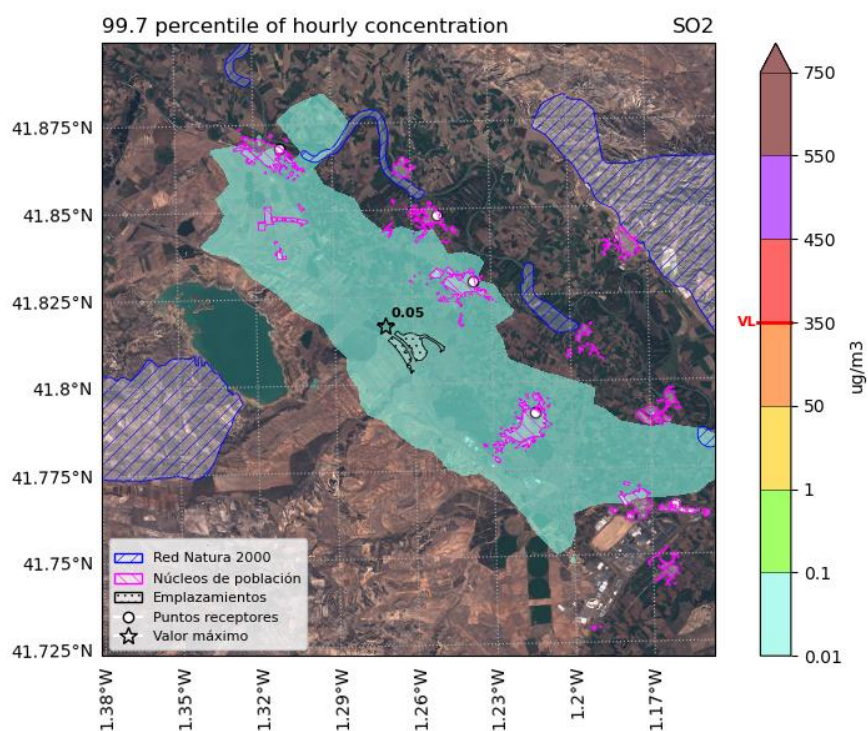 99.7 percentile of hourly concentration SO2
41.875°N
41.85°N
41.825°N
41.8°N
41.775°N
41.75°N
41.725°N
0.05
Red Natura 2000
Núcleos de población
Emplazamientos
Puntos receptores
Valor máximo
1.38°W
1.35°W
1.32°W
1.29°W
1.26°W
1.23°W
1.2°W
1.17°W
750
550
450
VL
350
50
1
0.1
0.01
ug/m3